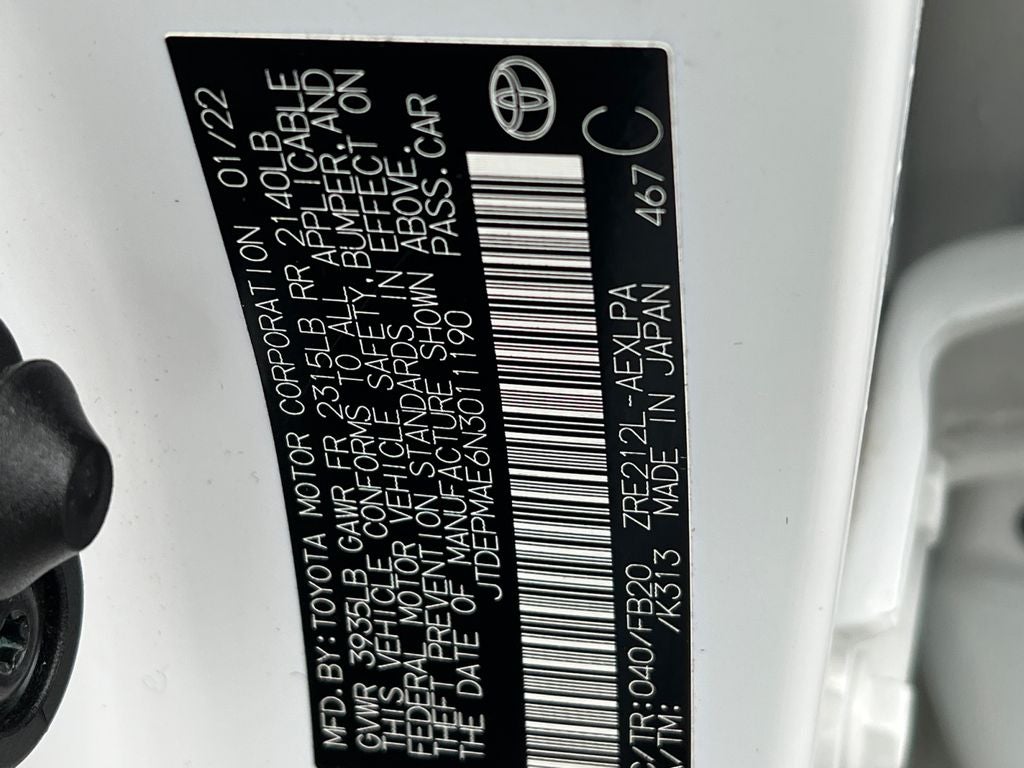 MFD.BY:TOYOTA MOTOR CORPORATION 01/22
GVWR 3935LB GAWR FR 2315LB RR 2140LB
THIS VEHICLE CONFORMS TO ALL APPLICABLE
FEDERAL MOTOR VEHICLE SAFETY,BUMPER,AND
THEFT PREVENTION STANDARDS IN EFFECT ON
THE DATE OF MANUFACTURE SHOWN ABOVE.
JTDEPMAE6N3011190 PASS.CAR
C/TR:040/FB20 ZRE212L-AEXLPA 467 C
A/TM: /K313 MADE IN JAPAN